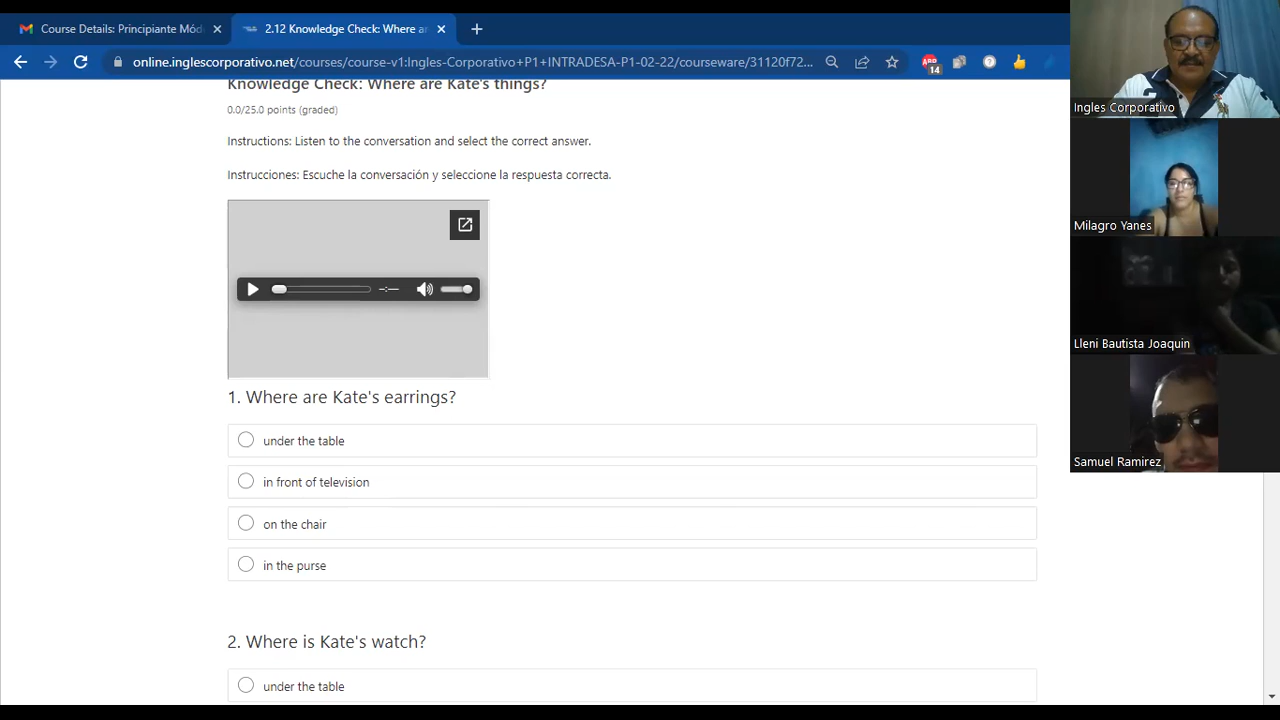 Course Details: Principiante Mód
2.12 Knowledge Check: Where ar
online.inglescorporativo.net/courses/course-v1:Ingles-Corporativo+P1+INTRADESA-P1-02-22/courseware/31120f72...
14
Knowledge Check: Where are Kate's things?
0.0/25.0 points (graded)
Instructions: Listen to the conversation and select the correct answer.
Instrucciones: Escuche la conversación y seleccione la respuesta correcta.
-:--
1. Where are Kate's earrings?
under the table
in front of television
on the chair
in the purse
2. Where is Kate's watch?
under the table
Ingles Corporativo
Milagro Yanes
Lleni Bautista Joaquin
Samuel Ramirez